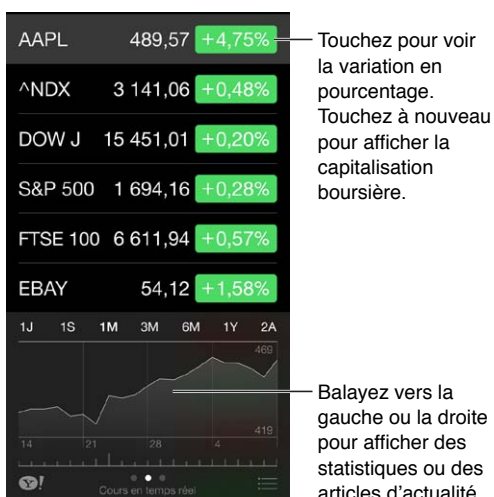 AAPL 489,57 +4,75%
^NDX 3 141,06 +0,48%
DOW J 15 451,01 +0,20%
S&P 500 1 694,16 +0,28%
FTSE 100 6 611,94 +0,57%
EBAY 54,12 +1,58%
1J 1S 1M 3M 6M 1Y 2A
469
419
14 21 28 4
Y!
Cours en temps réel
Touchez pour voir
la variation en
pourcentage.
Touchez à nouveau
pour afficher la
capitalisation
boursière.
Balayez vers la
gauche ou la droite
pour afficher des
statistiques ou des
articles d'actualité